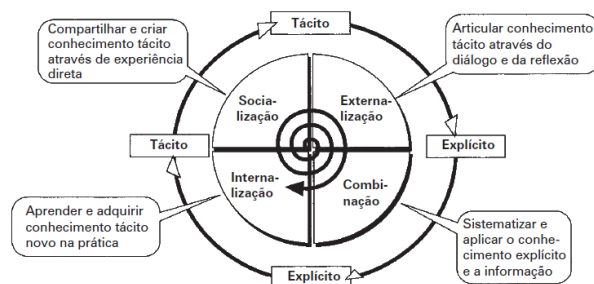 Tácito
Compartilhar e criar
conhecimento tácito
através de experiência
direta
Articular conhecimento
tácito através do
diálogo e da reflexão
Socia-
lização
Externa-
lização
Tácito
Explícito
Interna-
lização
Combi-
nação
Aprender e adquirir
conhecimento tácito
novo na prática
Sistematizar e
aplicar o conhe-
cimento explícito
e a informação
Explícito